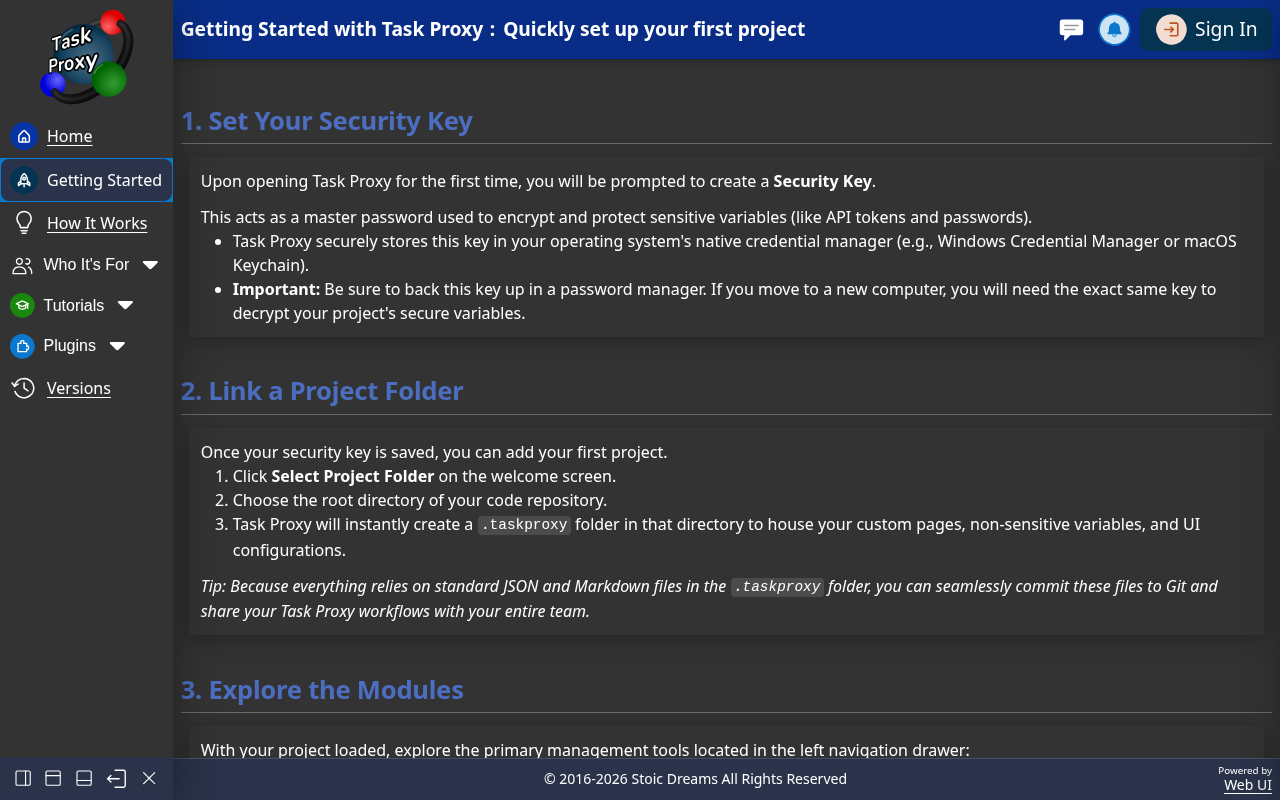 Task
Proxy
Home
Getting Started
How It Works
Who It's For
Tutorials
Plugins
Versions
Getting Started with Task Proxy : Quickly set up your first project
Sign In
1. Set Your Security Key
Upon opening Task Proxy for the first time, you will be prompted to create a Security Key.
This acts as a master password used to encrypt and protect sensitive variables (like API tokens and passwords).
• Task Proxy securely stores this key in your operating system's native credential manager (e.g., Windows Credential Manager or macOS
Keychain).
• Important: Be sure to back this key up in a password manager. If you move to a new computer, you will need the exact same key to
decrypt your project's secure variables.
2. Link a Project Folder
Once your security key is saved, you can add your first project.
1. Click Select Project Folder on the welcome screen.
2. Choose the root directory of your code repository.
3. Task Proxy will instantly create a .taskproxy folder in that directory to house your custom pages, non-sensitive variables, and UI
configurations.
Tip: Because everything relies on standard JSON and Markdown files in the .taskproxy folder, you can seamlessly commit these files to Git and
share your Task Proxy workflows with your entire team.
3. Explore the Modules
With your project loaded, explore the primary management tools located in the left navigation drawer:
© 2016-2026 Stoic Dreams All Rights Reserved
Powered by
Web UI